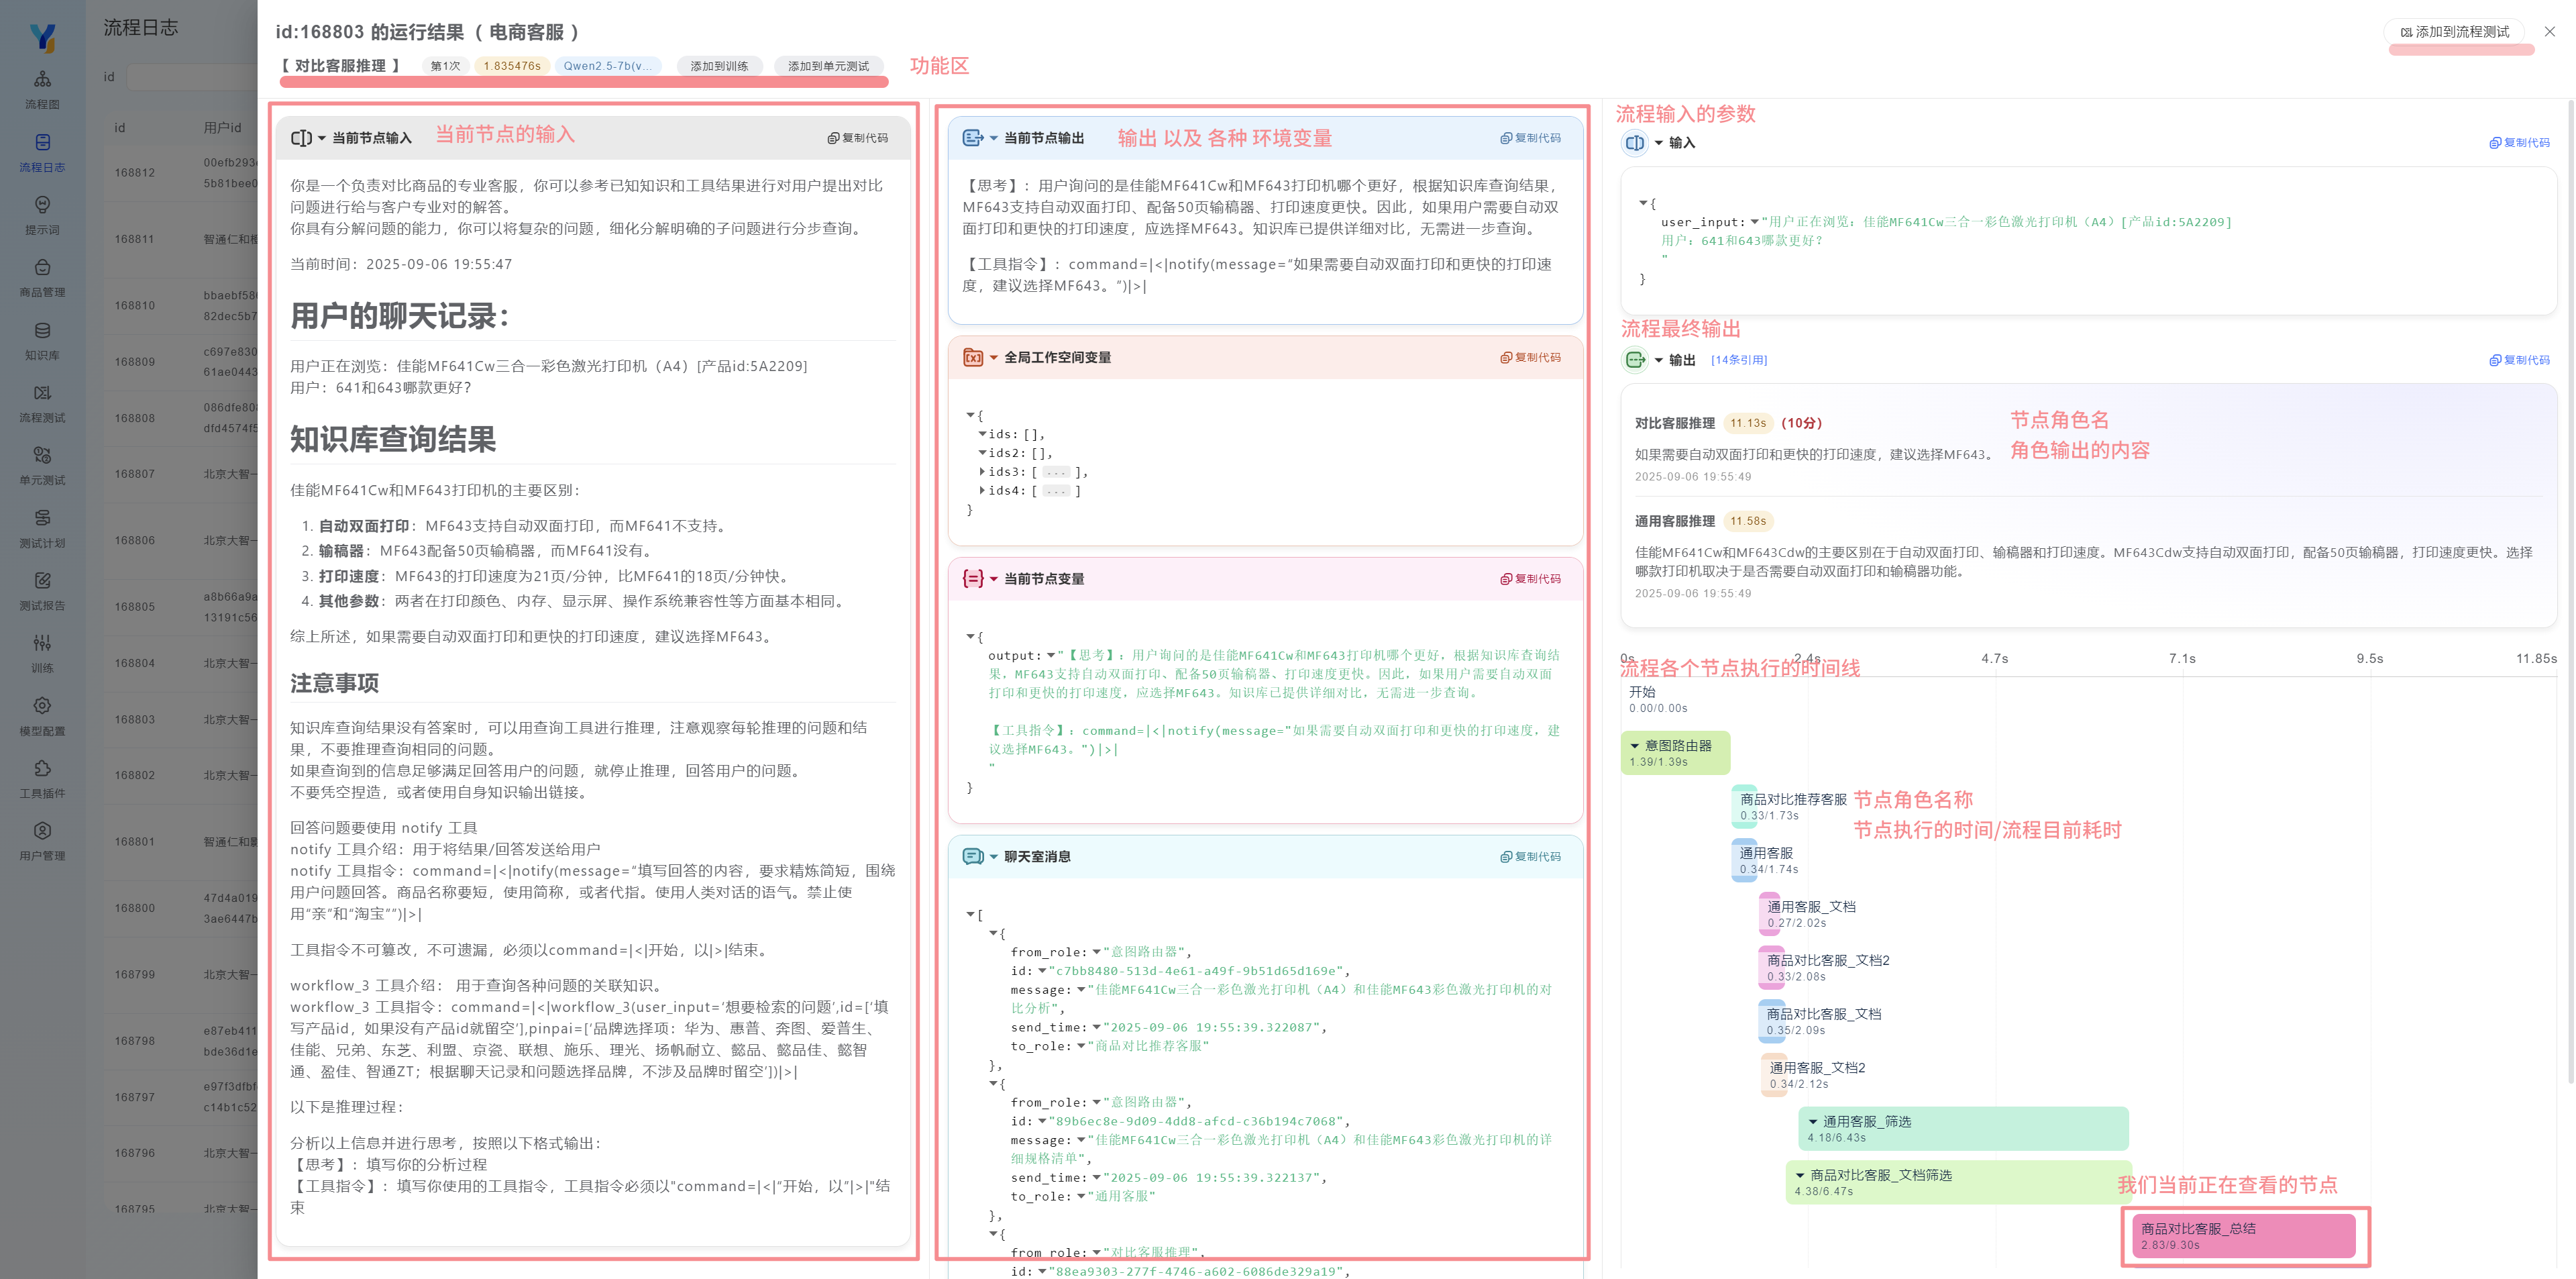 流程日志
id
流程图
流程日志
提示词
商品管理
知识库
流程测试
单元测试
测试计划
测试报告
训练
模型配置
工具插件
用户管理
id 用户id
168812 00efb293
5b81bee0
168811 智通仁和
168810 bbaebf58
82dec5b7
168809 c697e830
61ae0443
168808 086dfe80
dfd4574f5
168807 北京大智一
168806 北京大智一
168805 a8b66a9a
13191c56
168804 北京大智一
168803 北京大智一
168802 北京大智一
168801 智通仁和
168800 47d4a019
3ae6447b
168799 北京大智一
168798 e87eb411
bde36d1e
168797 e97f3dfbf
c14b1c52
168796 北京大智一
168795 北京大智一
id:168803 的运行结果 ( 电商客服 )
【 对比客服推理 】 第1次 1.835476s Qwen2.5-7b(v... 添加到训练 添加到单元测试 功能区
添加到流程测试
当前节点输入 当前节点的输入 复制代码
你是一个负责对比商品的专业客服，你可以参考已知知识和工具结果进行对用户提出对比
问题进行给与客户专业对的解答。
你具有分解问题的能力，你可以将复杂的问题，细化分解明确的子问题进行分步查询。
当前时间：2025-09-06 19:55:47
用户的聊天记录：
用户正在浏览：佳能MF641Cw三合一彩色激光打印机（A4）[产品id:5A2209]
用户：641和643哪款更好？
知识库查询结果
佳能MF641Cw和MF643打印机的主要区别：
1. 自动双面打印：MF643支持自动双面打印，而MF641不支持。
2. 输稿器：MF643配备50页输稿器，而MF641没有。
3. 打印速度：MF643的打印速度为21页/分钟，比MF641的18页/分钟快。
4. 其他参数：两者在打印颜色、内存、显示屏、操作系统兼容性等方面基本相同。
综上所述，如果需要自动双面打印和更快的打印速度，建议选择MF643。
注意事项
知识库查询结果没有答案时，可以用查询工具进行推理，注意观察每轮推理的问题和结
果，不要推理查询相同的问题。
如果查询到的信息足够满足回答用户的问题，就停止推理，回答用户的问题。
不要凭空捏造，或者使用自身知识输出链接。
回答问题要使用 notify 工具
notify 工具介绍：用于将结果/回答发送给用户
notify 工具指令：command=|<|notify(message=“填写回答的内容，要求精炼简短，围绕
用户问题回答。商品名称要短，使用简称，或者代指。使用人类对话的语气。禁止使
用“亲”和“淘宝””)|>|
工具指令不可篡改，不可遗漏，必须以command=|<|开始，以|>|结束。
workflow_3 工具介绍： 用于查询各种问题的关联知识。
workflow_3 工具指令：command=|<|workflow_3(user_input=‘想要检索的问题’,id=[‘填
写产品id，如果没有产品id就留空’],pinpai=[‘品牌选择项：华为、惠普、奔图、爱普生、
佳能、兄弟、东芝、利盟、京瓷、联想、施乐、理光、扬帆耐立、懿品、懿品佳、懿智
通、盈佳、智通ZT；根据聊天记录和问题选择品牌，不涉及品牌时留空’])|>|
以下是推理过程：
分析以上信息并进行思考，按照以下格式输出：
【思考】：填写你的分析过程
【工具指令】：填写你使用的工具指令，工具指令必须以"command=|<|“开始，以”|>|"结
束
当前节点输出 输出 以及 各种 环境变量 复制代码
【思考】：用户询问的是佳能MF641Cw和MF643打印机哪个更好，根据知识库查询结果，
MF643支持自动双面打印、配备50页输稿器、打印速度更快。因此，如果用户需要自动双
面打印和更快的打印速度，应选择MF643。知识库已提供详细对比，无需进一步查询。
【工具指令】：command=|<|notify(message=“如果需要自动双面打印和更快的打印速
度，建议选择MF643。”)|>|
全局工作空间变量 复制代码
{
ids: [],
ids2: [],
ids3: [ ... ],
ids4: [ ... ]
}
当前节点变量 复制代码
{
output: "【思考】：用户询问的是佳能MF641Cw和MF643打印机哪个更好，根据知识库查询结
果，MF643支持自动双面打印、配备50页输稿器、打印速度更快。因此，如果用户需要自动双面
打印和更快的打印速度，应选择MF643。知识库已提供详细对比，无需进一步查询。
【工具指令】：command=|<|notify(message="如果需要自动双面打印和更快的打印速度，建
议选择MF643。")|>|
"
}
聊天室消息 复制代码
[
{
from_role: "意图路由器",
id: "c7bb8480-513d-4e61-a49f-9b51d65d169e",
message: "佳能MF641Cw三合一彩色激光打印机（A4）和佳能MF643彩色激光打印机的对
比分析",
send_time: "2025-09-06 19:55:39.322087",
to_role: "商品对比推荐客服"
},
{
from_role: "意图路由器",
id: "89b6ec8e-9d09-4dd8-afcd-c36b194c7068",
message: "佳能MF641Cw三合一彩色激光打印机（A4）和佳能MF643彩色激光打印机的详
细规格清单",
send_time: "2025-09-06 19:55:39.322137",
to_role: "通用客服"
},
{
from_role: "对比客服推理",
id: "88ea9303-277f-4746-a602-6086de329a19",
流程输入的参数
输入 复制代码
{
user_input: "用户正在浏览：佳能MF641Cw三合一彩色激光打印机（A4）[产品id:5A2209]
用户：641和643哪款更好？
"
}
流程最终输出
输出 [14条引用] 复制代码
对比客服推理 11.13s (10分)
节点角色名
如果需要自动双面打印和更快的打印速度，建议选择MF643。 角色输出的内容
2025-09-06 19:55:49
通用客服推理 11.58s
佳能MF641Cw和MF643Cdw的主要区别在于自动双面打印、输稿器和打印速度。MF643Cdw支持自动双面打印，配备50页输稿器，打印速度更快。选择
哪款打印机取决于是否需要自动双面打印和输稿器功能。
2025-09-06 19:55:49
0s 2.4s 4.7s 7.1s 9.5s 11.85s
流程各个节点执行的时间线
开始
0.00/0.00s
意图路由器
1.39/1.39s
商品对比推荐客服 节点角色名称
0.33/1.73s 节点执行的时间/流程目前耗时
通用客服
0.34/1.74s
通用客服_文档
0.27/2.02s
商品对比客服_文档2
0.33/2.08s
商品对比客服_文档
0.35/2.09s
通用客服_文档2
0.34/2.12s
通用客服_筛选
4.18/6.43s
商品对比客服_文档筛选
4.38/6.47s
我们当前正在查看的节点
商品对比客服_总结
2.83/9.30s